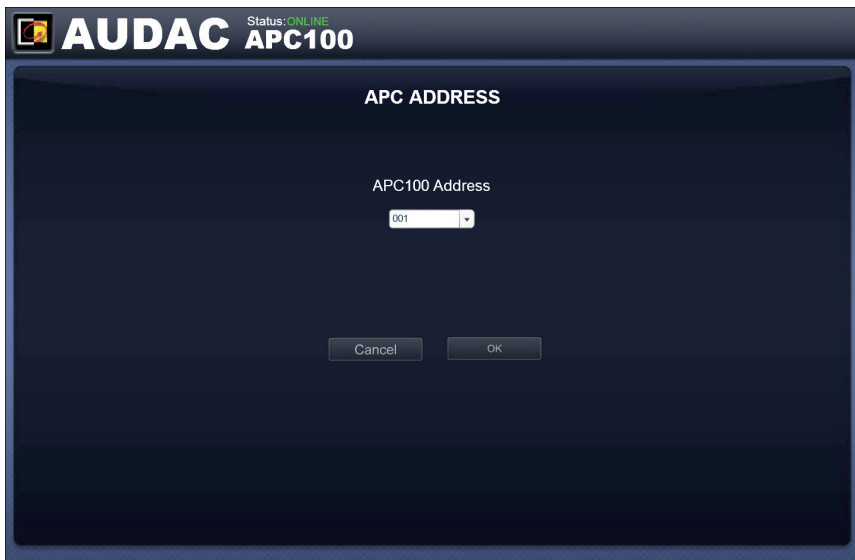 AUDAC
Status:ONLINE
APC100
APC ADDRESS
APC100 Address
001
Cancel
OK